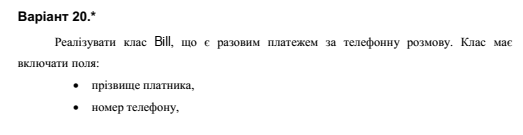 Варіант 20.*
Реалізувати клас Bill, що є разовим платежем за телефонну розмову. Клас має
включати поля:
• прізвище платника,
• номер телефону,